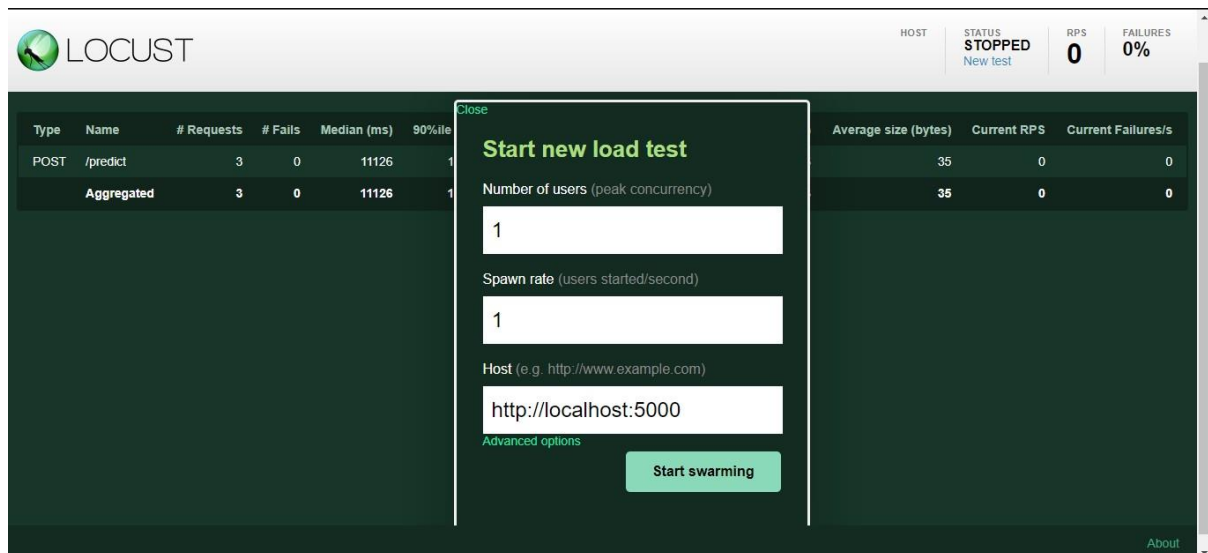 LOCUST
HOST
STATUS
STOPPED
New test
RPS
0
FAILURES
0%
Close
Type Name # Requests # Fails Median (ms) 90%ile Average size (bytes) Current RPS Current Failures/s
POST /predict 3 0 11126 1 35 0 0
Aggregated 3 0 11126 1 35 0 0
Start new load test
Number of users (peak concurrency)
1
Spawn rate (users started/second)
1
Host (e.g. http://www.example.com)
http://localhost:5000
Advanced options
Start swarming
About